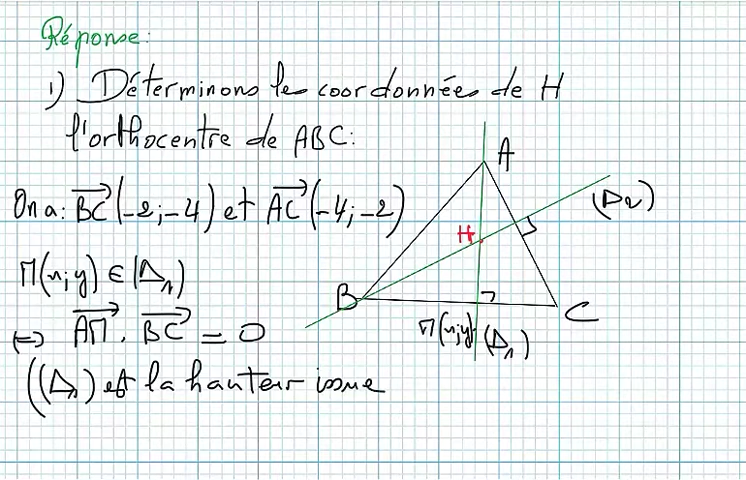 Réponse:
1) Déterminons les coordonnées de H
l'orthocentre de ABC:
On a: BC(-2;-4) et AC(-4;-2)
M(x;y) ∈ (Δ1)
⇔ AM . BC = 0
((Δ1) est la hauteur issue
A
(Δ2)
H
B
C
M(x;y)
(Δ1)